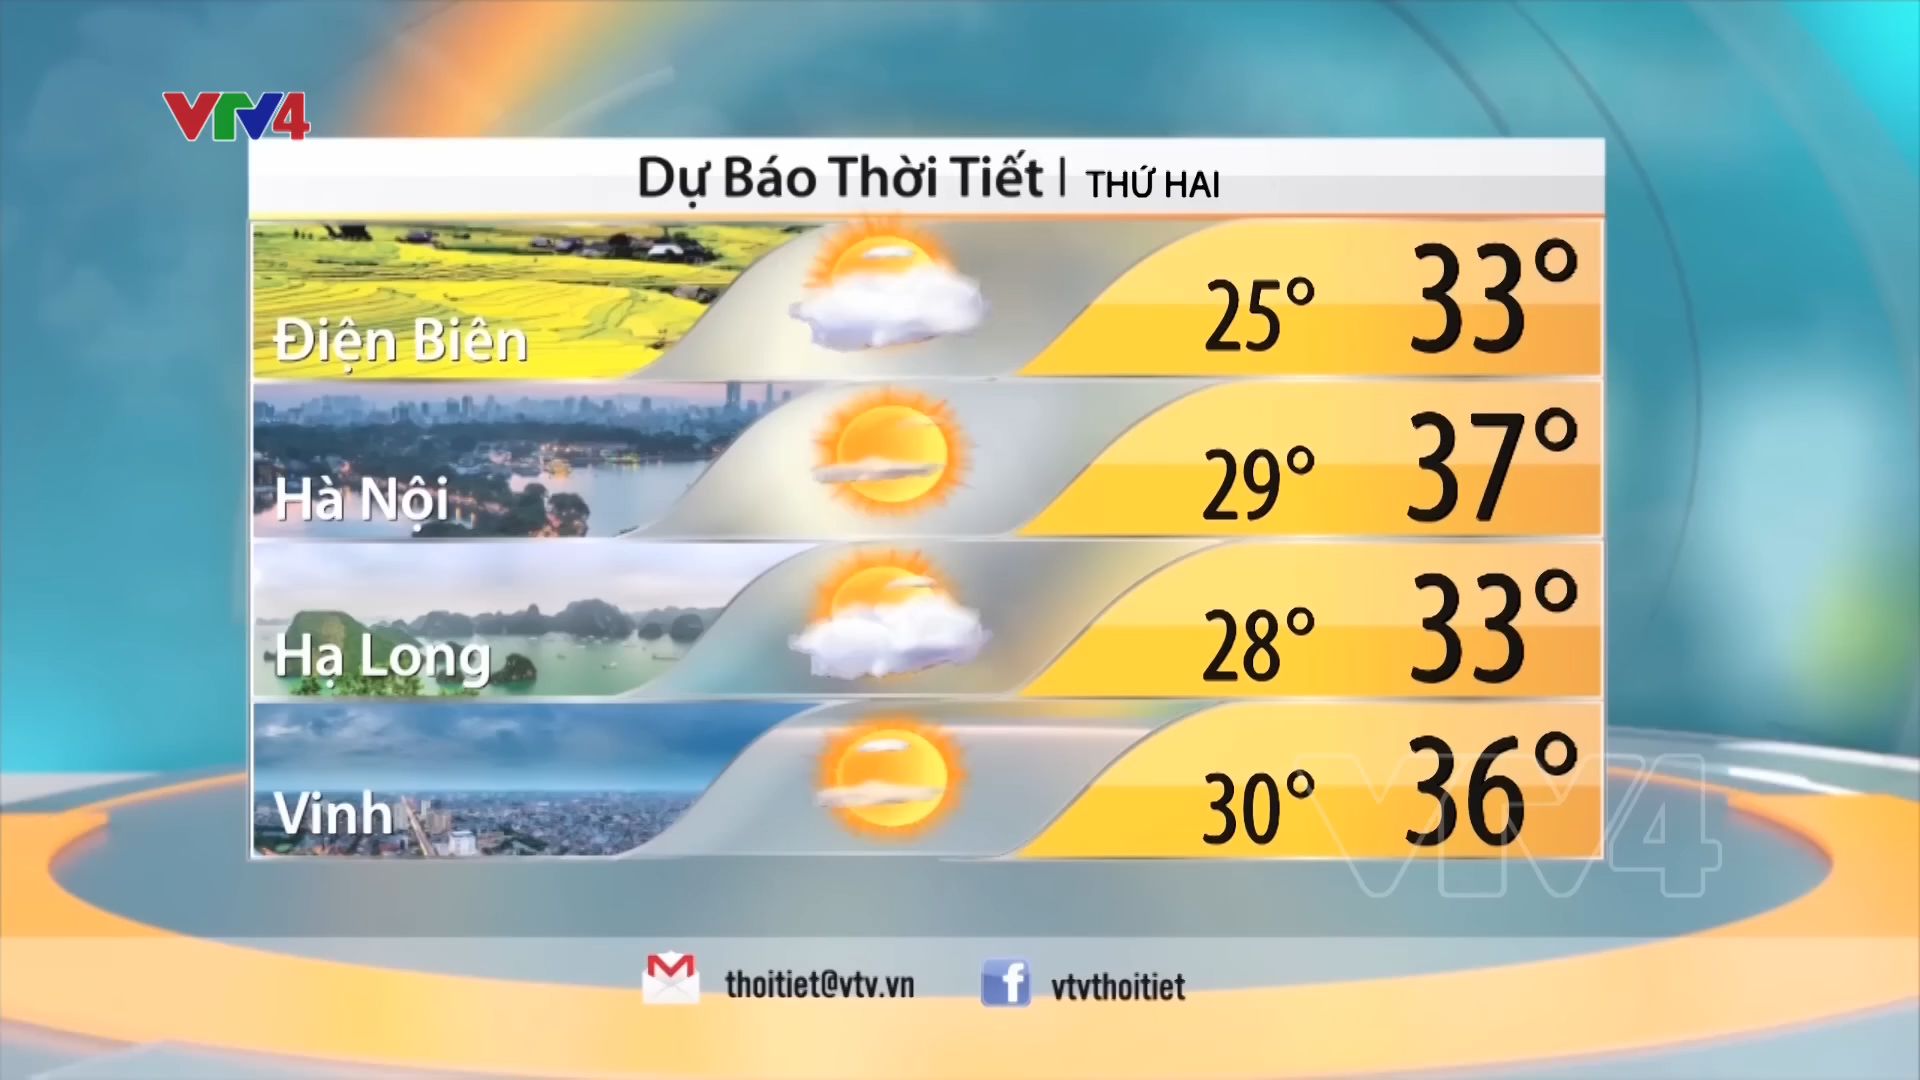 VTV4
Dự Báo Thời Tiết | THỨ HAI
Điện Biên 25° 33°
Hà Nội 29° 37°
Hạ Long 28° 33°
Vinh 30° 36°
VTV4
thoitiet@vtv.vn vtvthoitiet